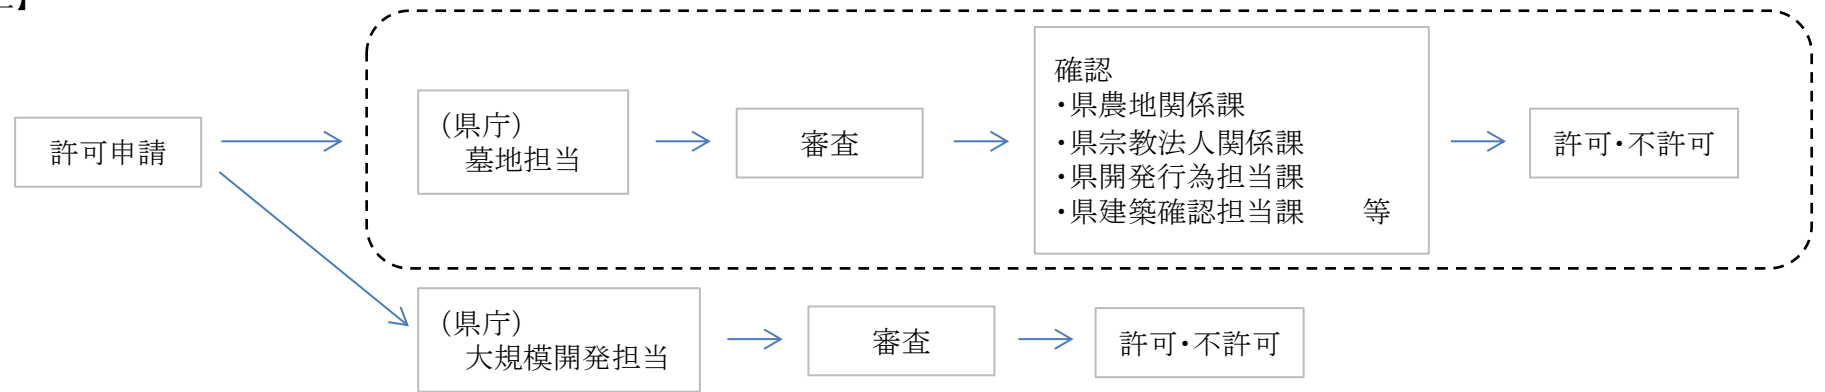 許可申請
（県庁）
墓地担当
審査
確認
・県農地関係課
・県宗教法人関係課
・県開発行為担当課
・県建築確認担当課　　等
許可・不許可
（県庁）
大規模開発担当
審査
許可・不許可